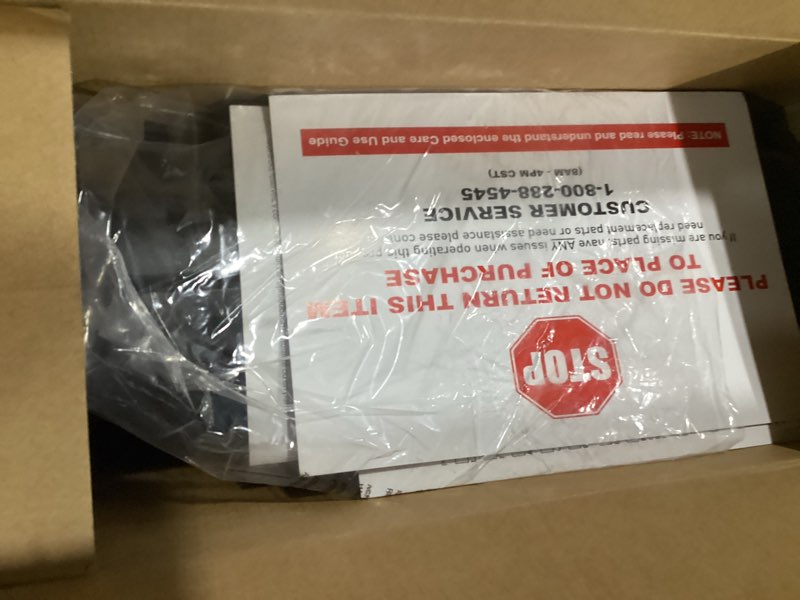 STOP
PLEASE DO NOT RETURN THIS ITEM
TO PLACE OF PURCHASE
If you are missing parts, have ANY issues when operating this
need replacement parts or need assistance please
CUSTOMER SERVICE
1-800-288-4545
(8AM - 4PM CST)
NOTE: Please read and understand the enclosed Care and Use Guide